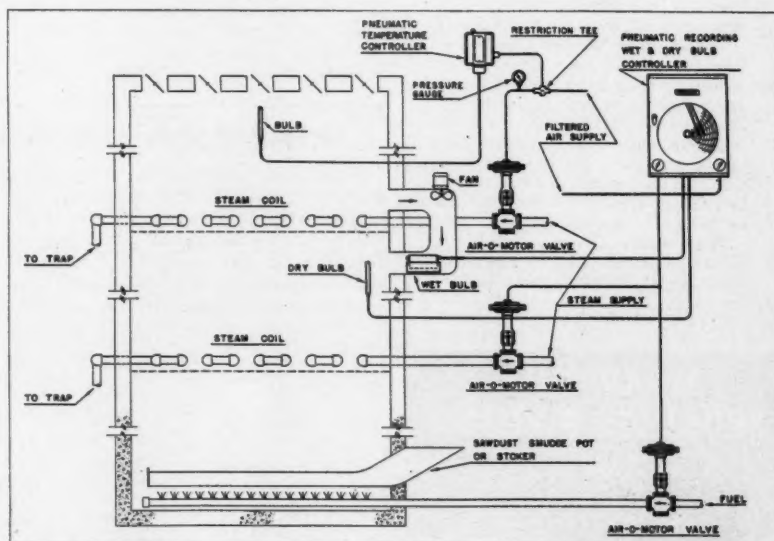 PNEUMATIC
TEMPERATURE
CONTROLLER
RESTRICTION TEE
PNEUMATIC RECORDING
WET & DRY BULB
CONTROLLER
PRESSURE
GAUGE
BULB
FILTERED
AIR SUPPLY
FAN
STEAM COIL
TO TRAP
AIR-O-MOTOR VALVE
DRY BULB
WET BULB
STEAM SUPPLY
STEAM COIL
TO TRAP
AIR-O-MOTOR VALVE
SAWDUST SMUDGE POT
OR STOKER
FUEL
AIR-O-MOTOR VALVE